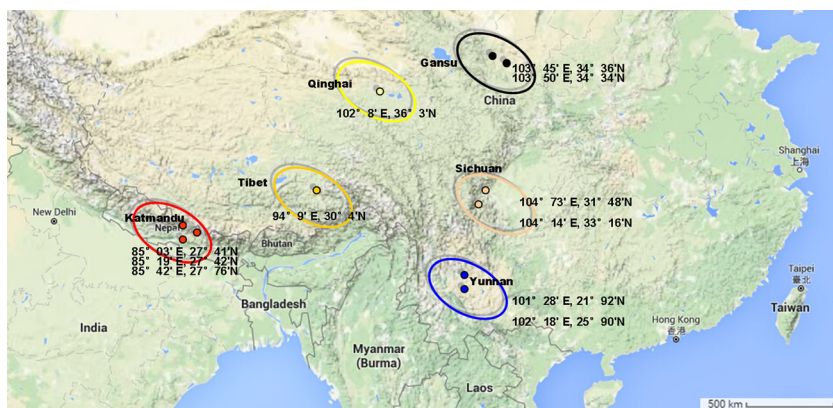 Gansu
103° 45' E, 34° 36'N
103° 50' E, 34° 34'N
China
Qinghai
102° 8' E, 36° 3'N
Shanghai
上海
Sichuan
Tibet
104° 73' E, 31° 48'N
94° 9' E, 30° 4'N
104° 14' E, 33° 16'N
New Delhi
Katmandu
Nepal
Bhutan
85° 03' E, 27° 41'N
85° 19' E, 27° 42'N
85° 42' E, 27° 76'N
Taipei
臺北
Yunnan
101° 28' E, 21° 92'N
Bangladesh
Taiwan
102° 18' E, 25° 90'N
Hong Kong
香港
India
Myanmar
(Burma)
Laos
500 km